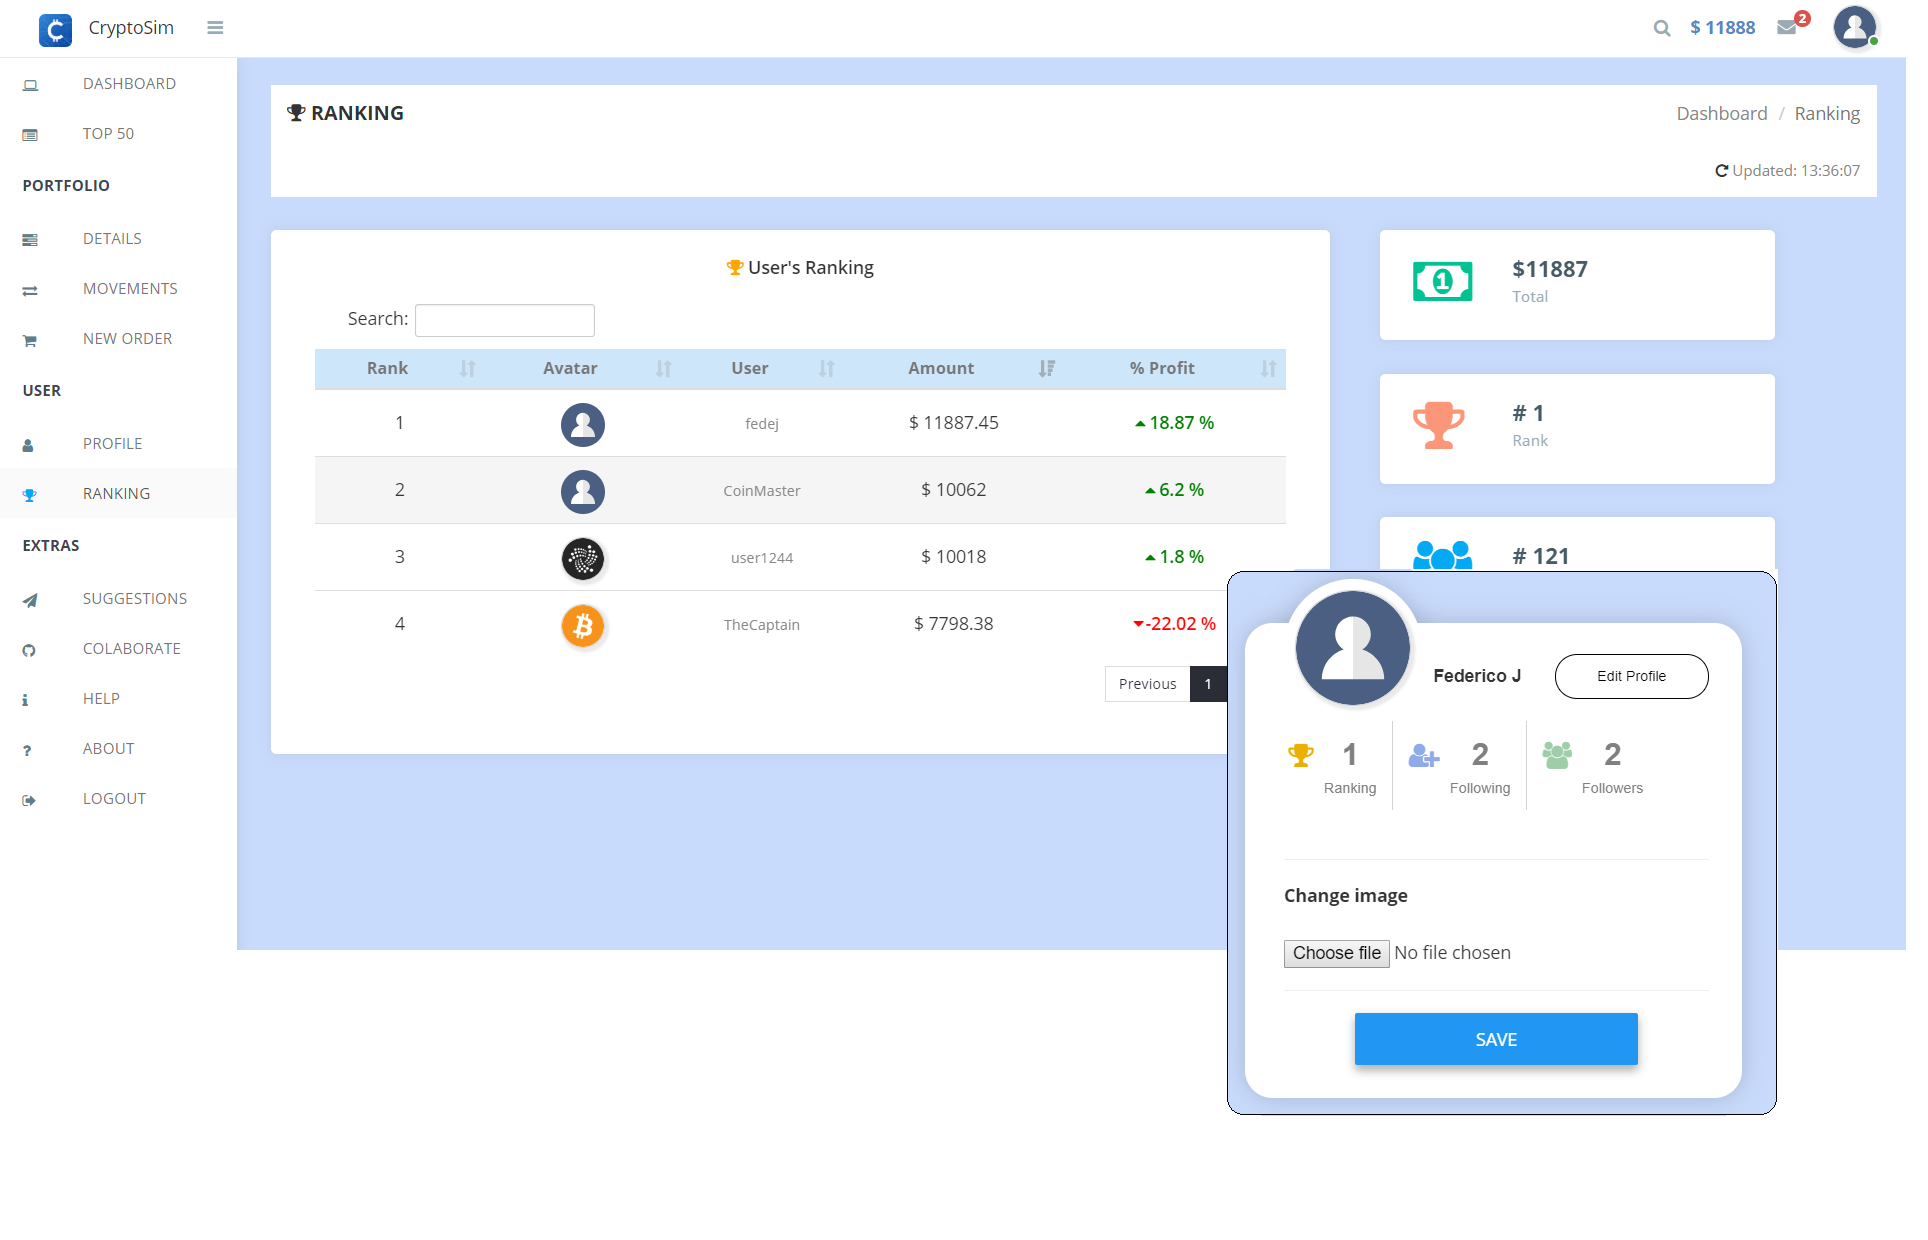 CryptoSim
$ 11888
2
DASHBOARD
TOP 50
PORTFOLIO
DETAILS
MOVEMENTS
NEW ORDER
USER
PROFILE
RANKING
EXTRAS
SUGGESTIONS
COLABORATE
HELP
ABOUT
LOGOUT
RANKING
Dashboard / Ranking
Updated: 13:36:07
User's Ranking
Search:
Rank Avatar User Amount % Profit
1 fedej $ 11887.45 18.87 %
2 CoinMaster $ 10062 6.2 %
3 user1244 $ 10018 1.8 %
4 TheCaptain $ 7798.38 -22.02 %
Previous 1
1
$11887
Total
# 1
Rank
# 121
Federico J
Edit Profile
1 2 2
Ranking Following Followers
Change image
Choose file No file chosen
SAVE